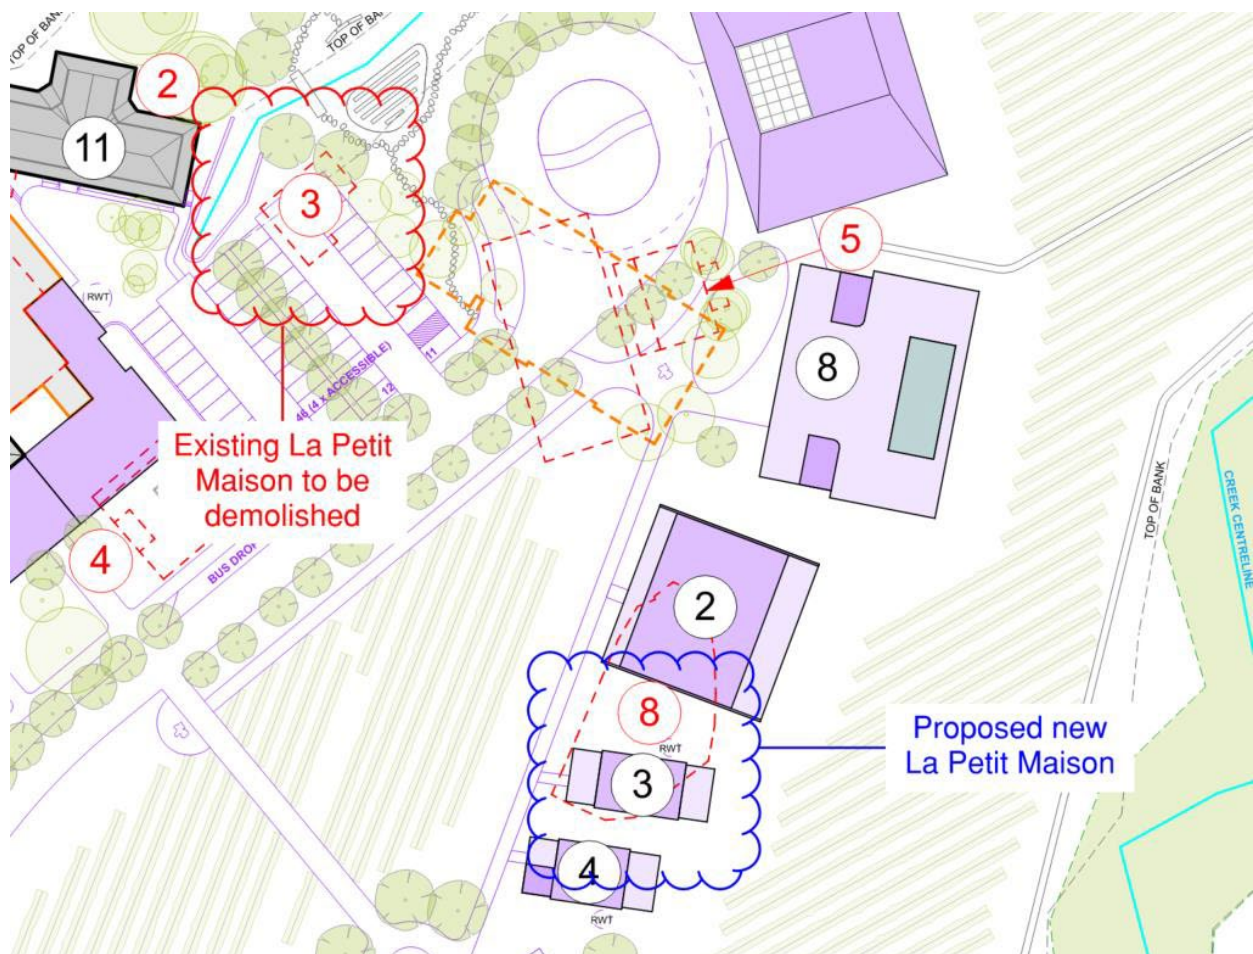 TOP OF BANK
TOP OF BA
2
11
3
5
RWT
8
46 (4 x ACCESSIBLE)
12
11
Existing La Petit
Maison to be
demolished
4
BUS DROP
TOP OF BANK
CREEK CENTRELINE
2
8
RWT
Proposed new
La Petit Maison
3
4
RWT